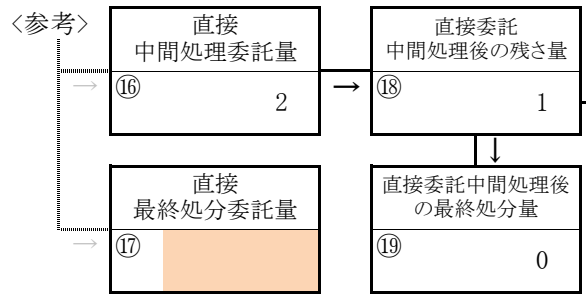 〈参考〉
直接
中間処理委託量
→
⑯
2
→
直接委託
中間処理後の残さ量
⑱
1
↓
直接
最終処分委託量
→
⑰
直接委託中間処理後
の最終処分量
⑲
0